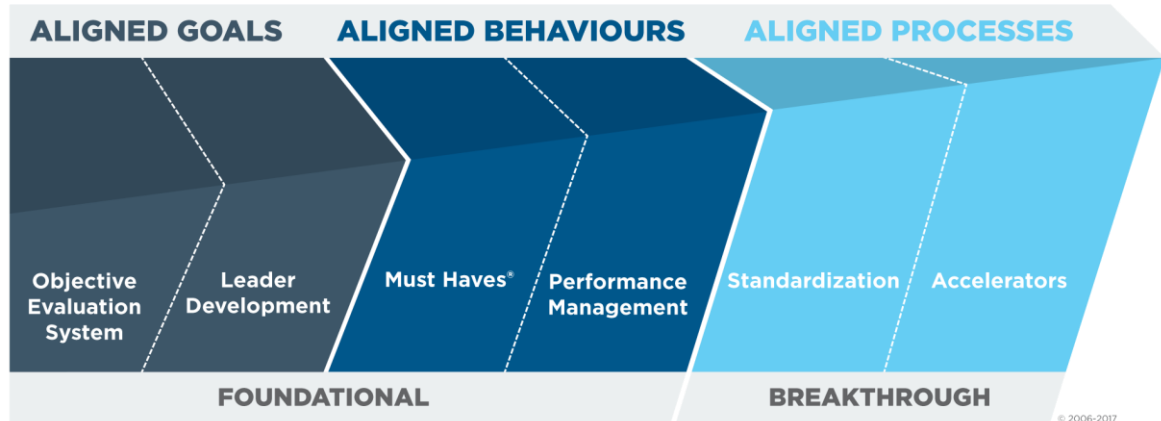 ALIGNED GOALS
ALIGNED BEHAVIOURS
ALIGNED PROCESSES
Objective
Evaluation
System
Leader
Development
Must Haves®
Performance
Management
Standardization
Accelerators
FOUNDATIONAL
BREAKTHROUGH
© 2006-2017